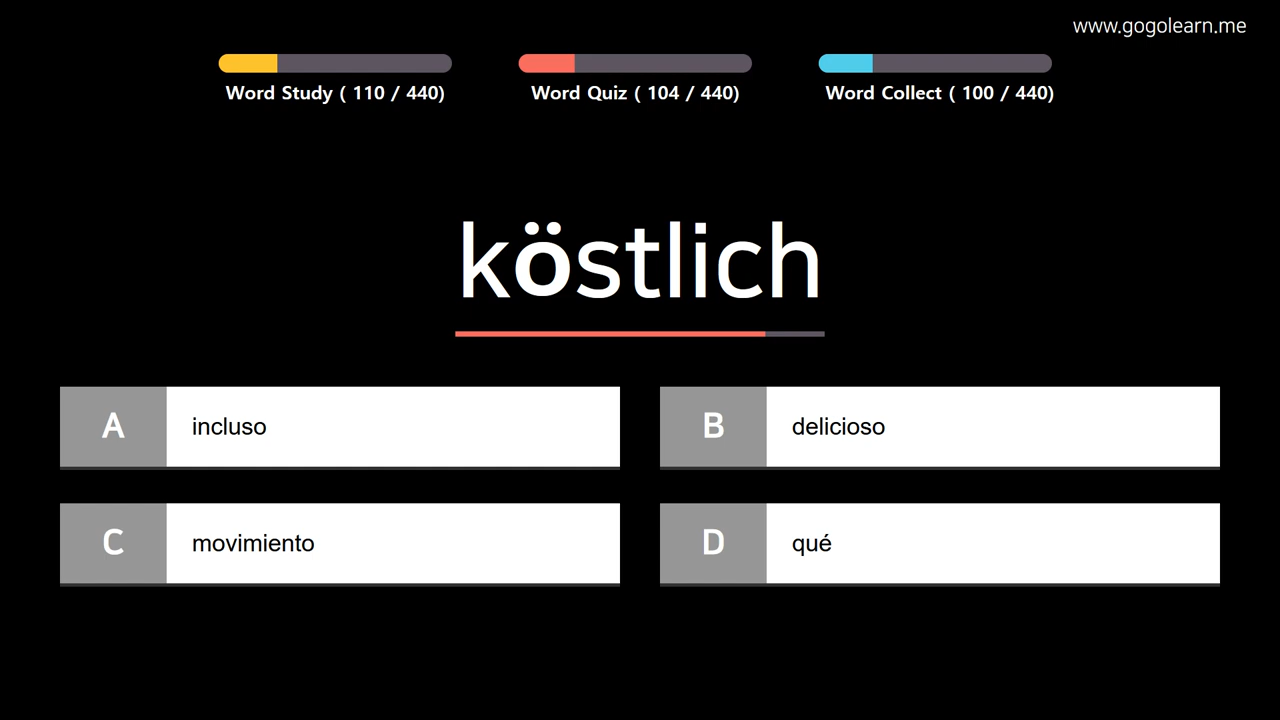 www.gogolearn.me
Word Study ( 110 / 440)
Word Quiz ( 104 / 440)
Word Collect ( 100 / 440)
köstlich
A incluso
B delicioso
C movimiento
D qué